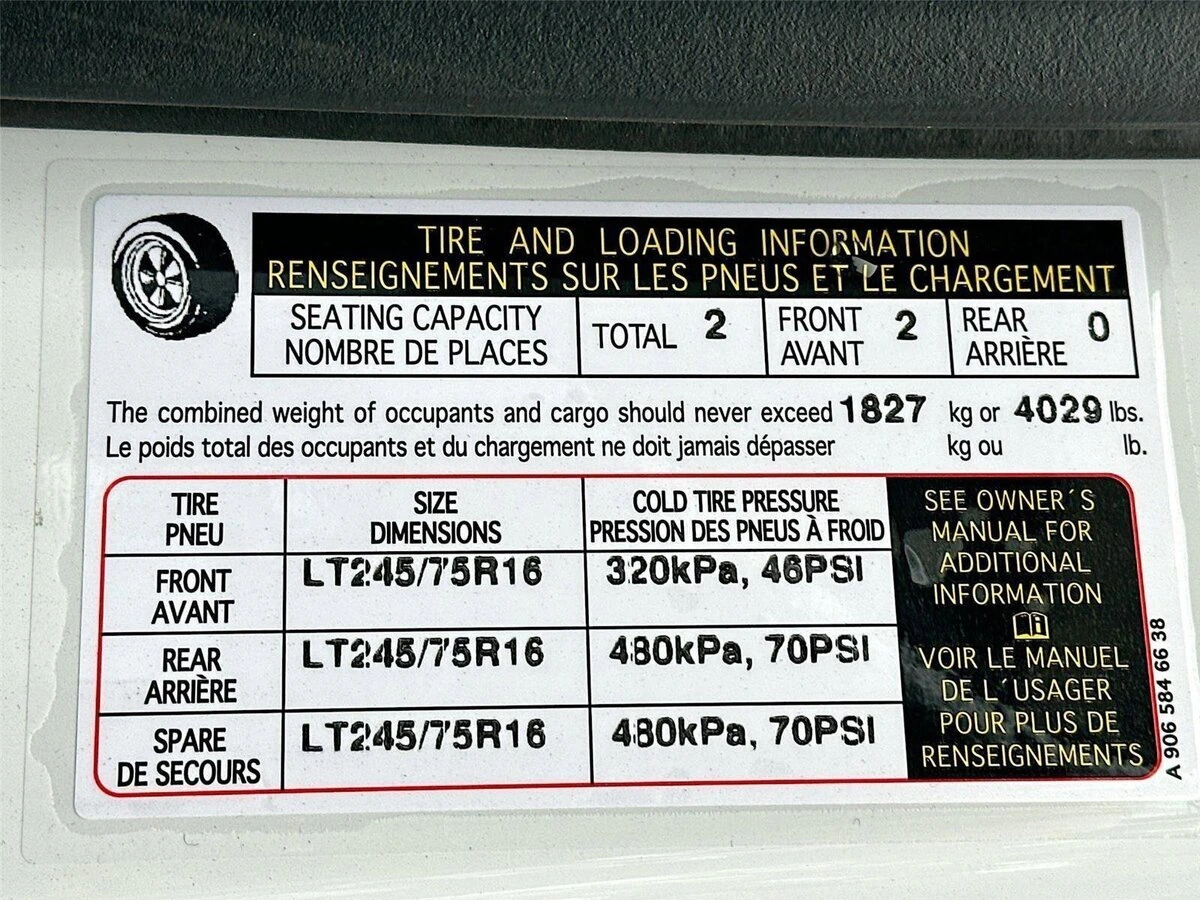 TIRE AND LOADING INFORMATION
RENSEIGNEMENTS SUR LES PNEUS ET LE CHARGEMENT
SEATING CAPACITY
NOMBRE DE PLACES
TOTAL 2
FRONT
AVANT 2
REAR
ARRIÈRE 0
The combined weight of occupants and cargo should never exceed 1827 kg or 4029 lbs.
Le poids total des occupants et du chargement ne doit jamais dépasser kg ou lb.
TIRE
PNEU
SIZE
DIMENSIONS
COLD TIRE PRESSURE
PRESSION DES PNEUS À FROID
FRONT
AVANT
LT245/75R16
320kPa, 46PSI
REAR
ARRIÈRE
LT245/75R16
480kPa, 70PSI
SPARE
DE SECOURS
LT245/75R16
480kPa, 70PSI
SEE OWNER´S
MANUAL FOR
ADDITIONAL
INFORMATION
VOIR LE MANUEL
DE L´USAGER
POUR PLUS DE
RENSEIGNEMENTS
A 906 584 66 38